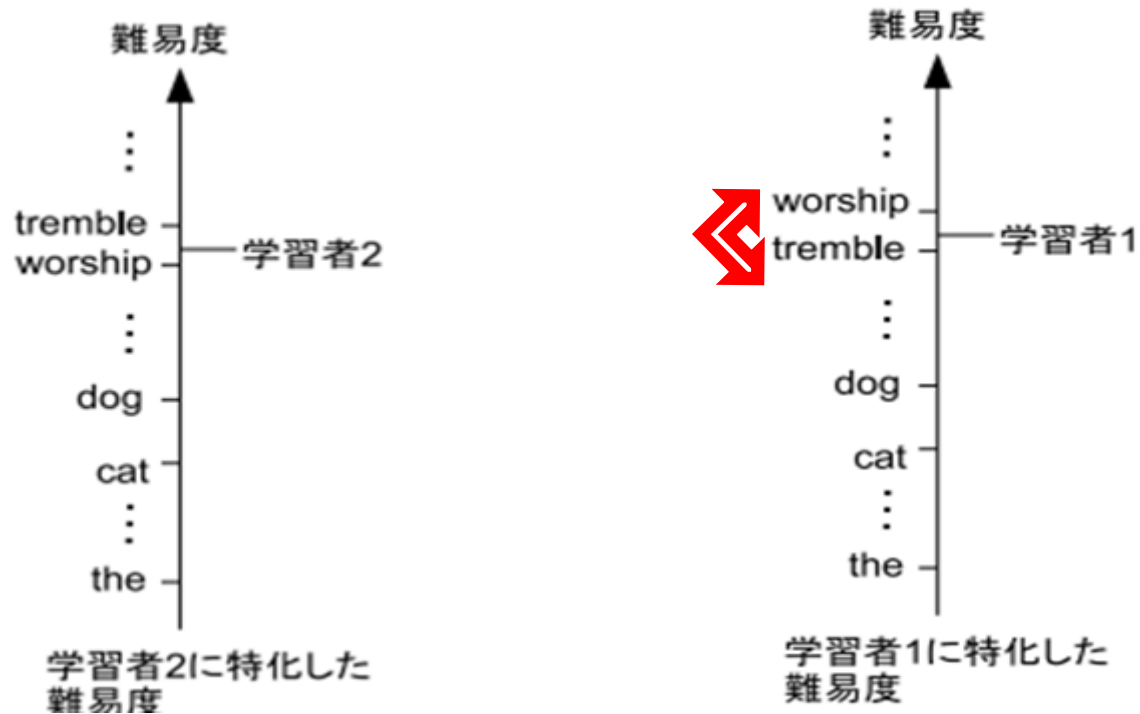 難易度
⋮
tremble
worship
学習者2
⋮
dog
cat
⋮
the
学習者2に特化した
難易度
難易度
⋮
worship
tremble
学習者1
⋮
dog
cat
⋮
the
学習者1に特化した
難易度